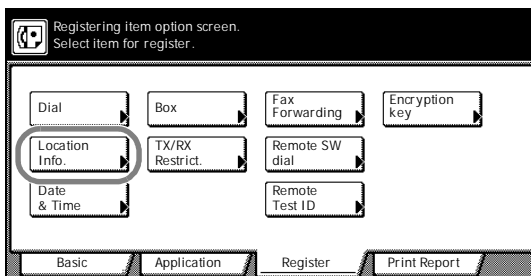 Registering item option screen.
Select item for register.
Dial
Box
Fax
Forwarding
Encryption
key
Location
Info.
TX/RX
Restrict.
Remote SW
dial
Date
& Time
Remote
Test ID
Basic
Application
Register
Print Report